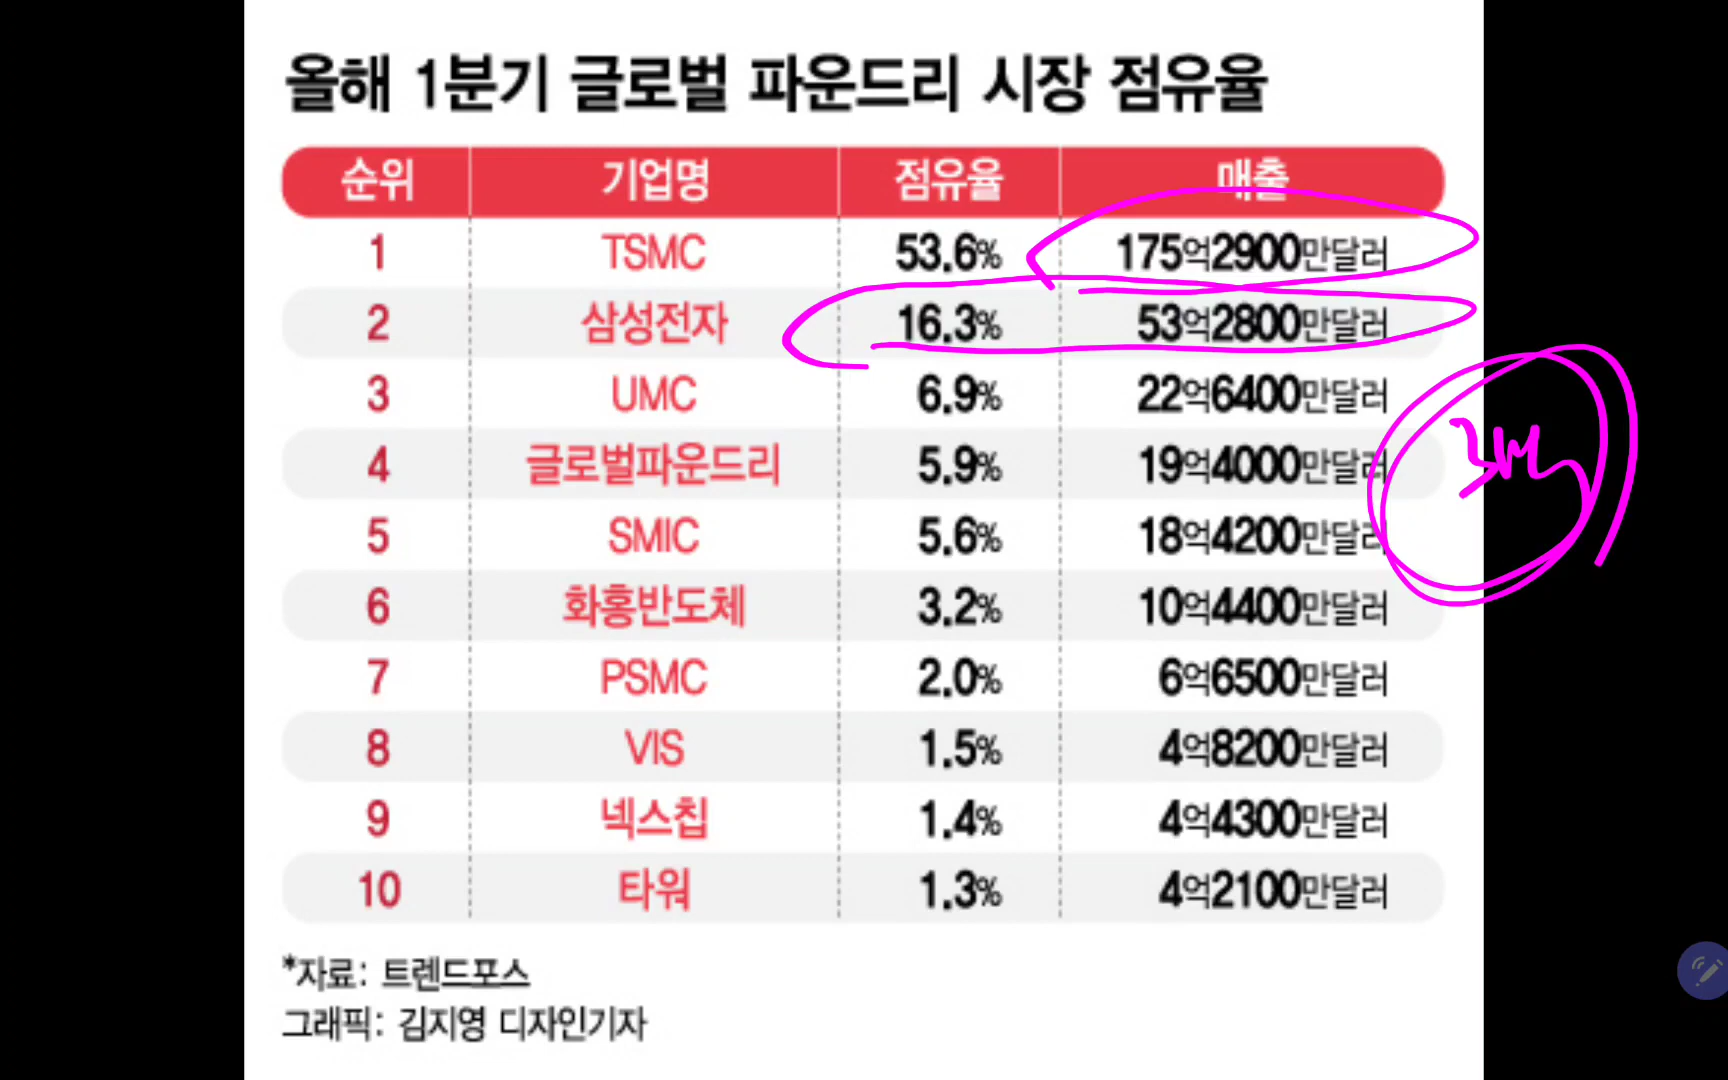 올해 1분기 글로벌 파운드리 시장 점유율
순위 기업명 점유율 매출
1 TSMC 53.6% 175억2900만달러
2 삼성전자 16.3% 53억2800만달러
3 UMC 6.9% 22억6400만달러
4 글로벌파운드리 5.9% 19억4000만달러
5 SMIC 5.6% 18억4200만달러
6 화홍반도체 3.2% 10억4400만달러
7 PSMC 2.0% 6억6500만달러
8 VIS 1.5% 4억8200만달러
9 넥스칩 1.4% 4억4300만달러
10 타워 1.3% 4억2100만달러
*자료: 트렌드포스
그래픽: 김지영 디자인기자